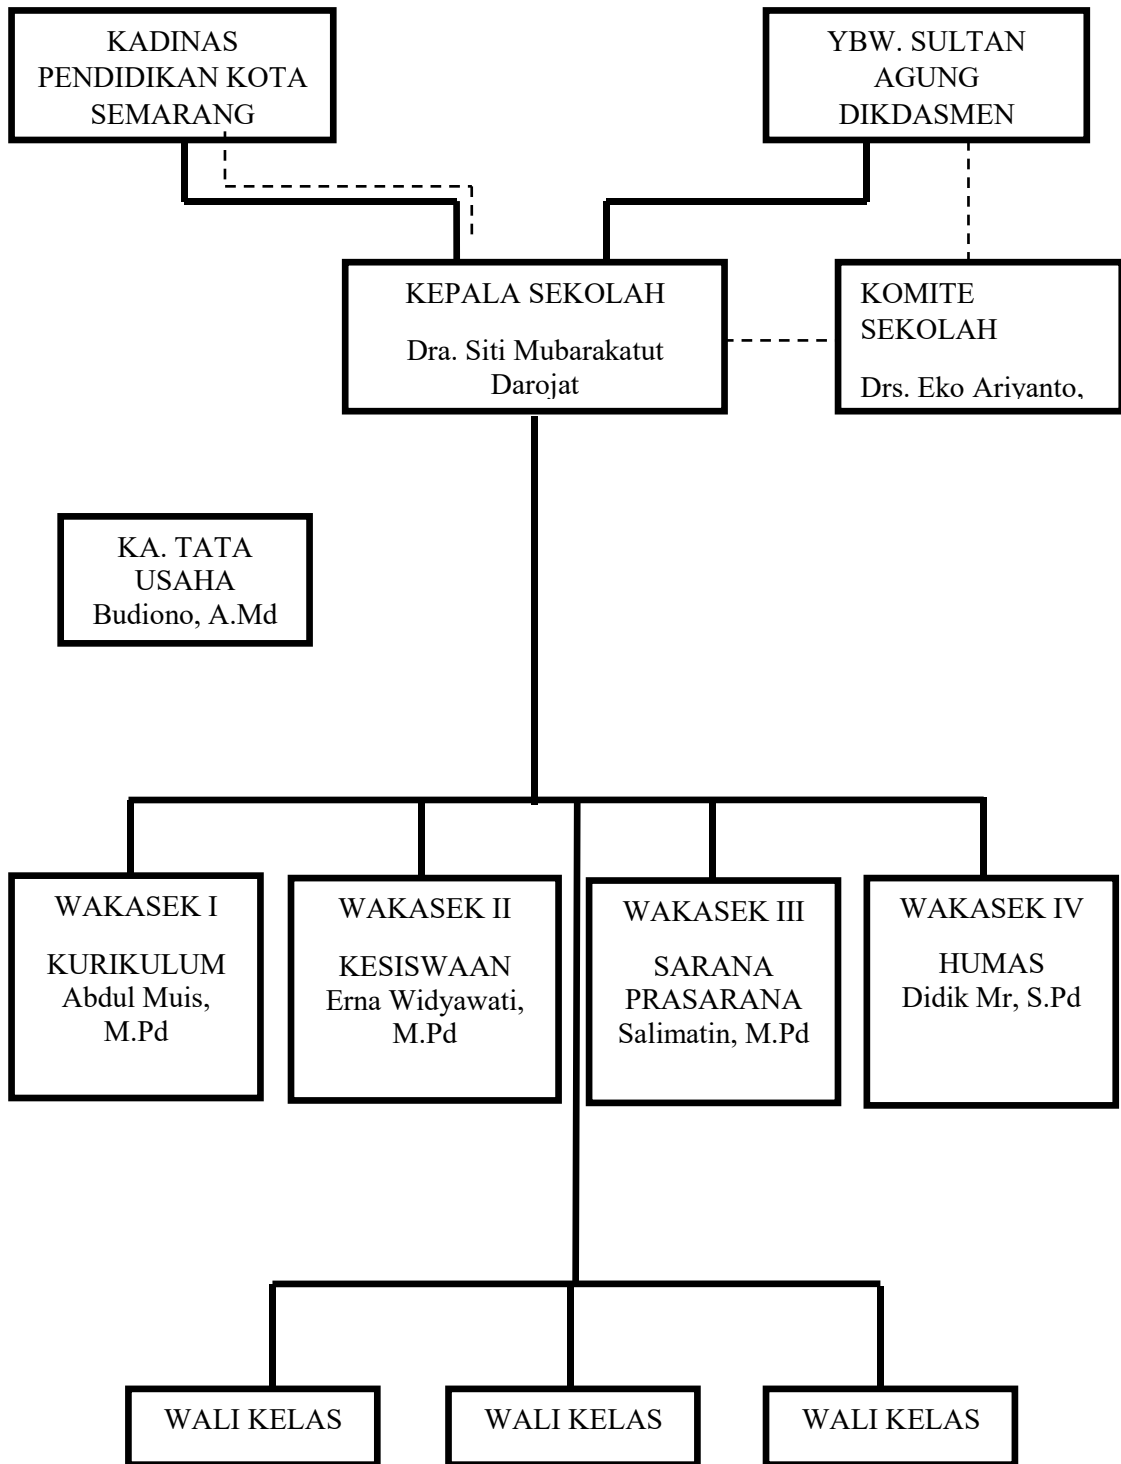 KADINAS
PENDIDIKAN KOTA
SEMARANG
YBW. SULTAN
AGUNG
DIKDASMEN
KEPALA SEKOLAH
Dra. Siti Mubarakatut
Darojat
KOMITE
SEKOLAH
Drs. Eko Ariyanto,
KA. TATA
USAHA
Budiono, A.Md
WAKASEK I
KURIKULUM
Abdul Muis,
M.Pd
WAKASEK II
KESISWAAN
Erna Widyawati,
M.Pd
WAKASEK III
SARANA
PRASARANA
Salimatin, M.Pd
WAKASEK IV
HUMAS
Didik Mr, S.Pd
WALI KELAS
WALI KELAS
WALI KELAS